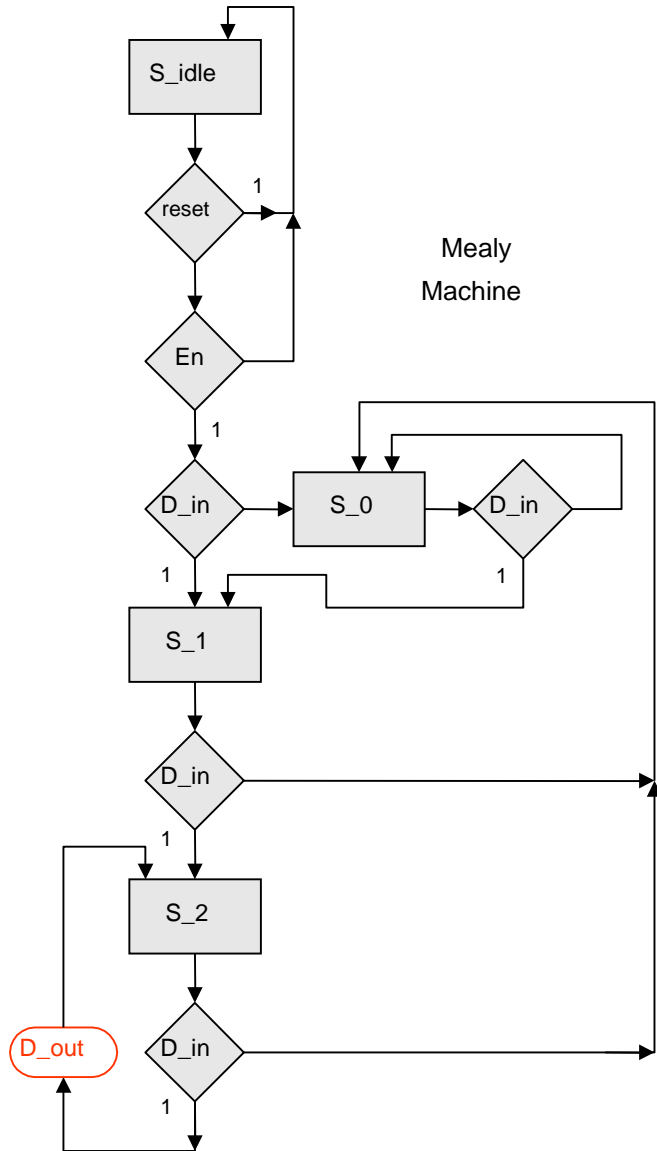 S_idle
reset
1
Mealy
Machine
En
1
D_in
S_0
D_in
1
1
S_1
D_in
1
S_2
D_out
D_in
1